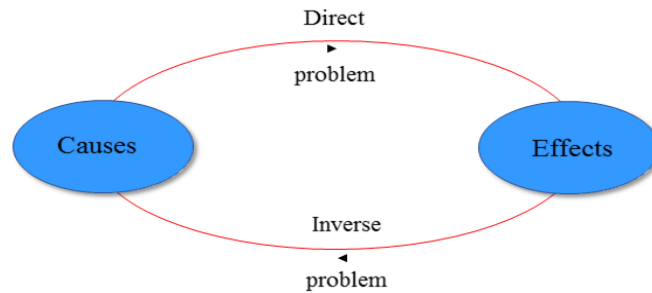 Direct
problem
Causes
Effects
Inverse
problem